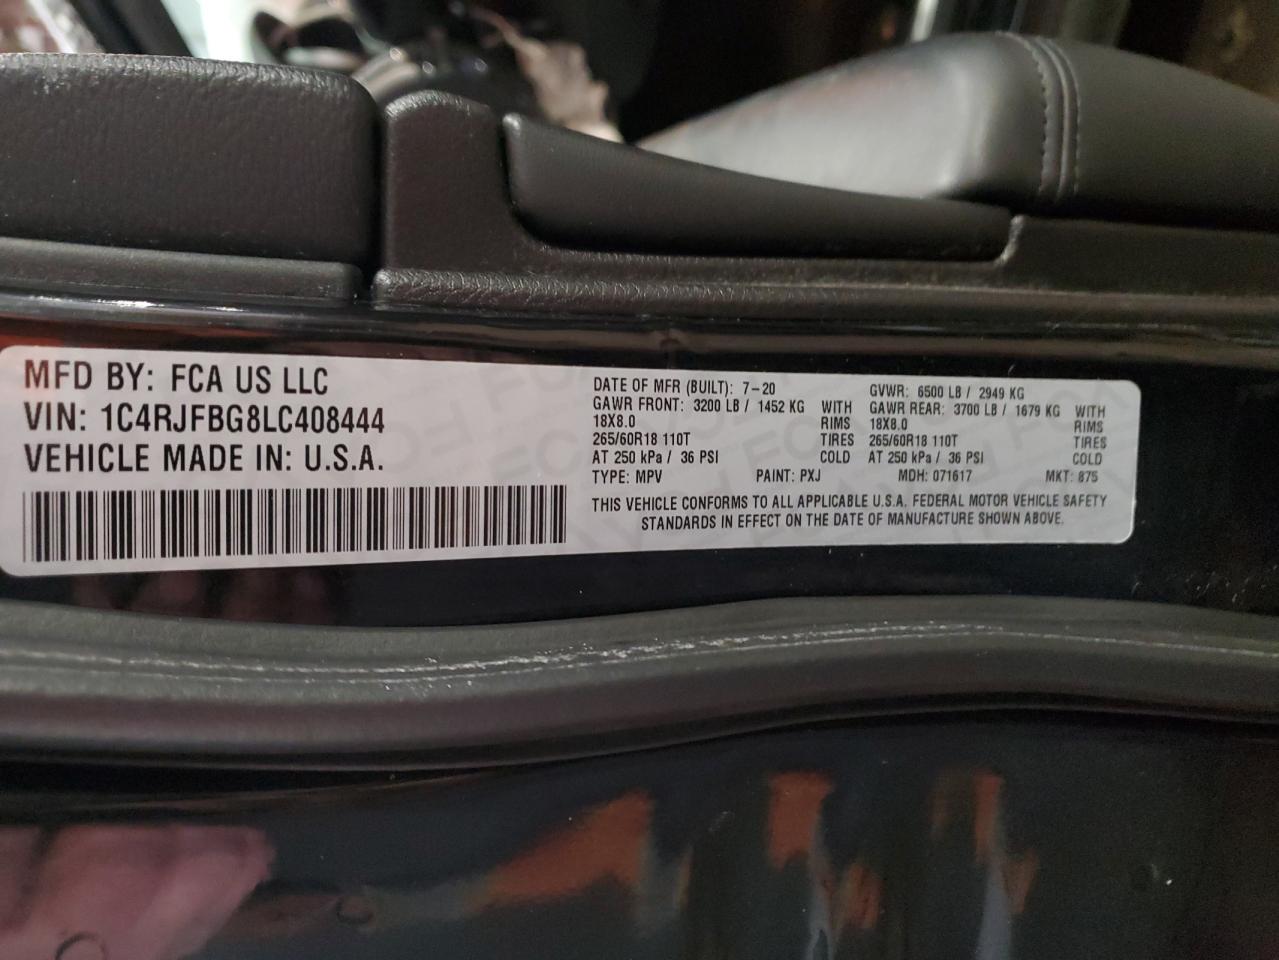 MFD BY: FCA US LLC
VIN: 1C4RJFBG8LC408444
VEHICLE MADE IN: U.S.A.
DATE OF MFR (BUILT): 7-20
GAWR FRONT: 3200 LB / 1452 KG WITH
18X8.0 RIMS
265/60R18 110T TIRES
AT 250 kPa / 36 PSI COLD
GVWR: 6500 LB / 2949 KG
GAWR REAR: 3700 LB / 1679 KG WITH
18X8.0 RIMS
265/60R18 110T TIRES
AT 250 kPa / 36 PSI COLD
TYPE: MPV PAINT: PXJ MDH: 071617 MKT: 875
THIS VEHICLE CONFORMS TO ALL APPLICABLE U.S.A. FEDERAL MOTOR VEHICLE SAFETY
STANDARDS IN EFFECT ON THE DATE OF MANUFACTURE SHOWN ABOVE.